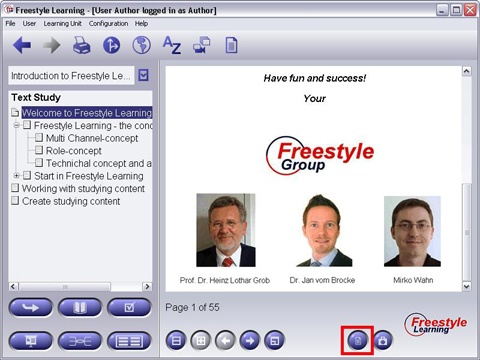 Freestyle Learning - [User Author logged in as Author]
File User Learning Unit Configuration Help
AZ
Introduction to Freestyle Le...
Text Study
Welcome to Freestyle Learning
Freestyle Learning - the conc
Multi Channel-concept
Role-concept
Technichal concept and a
Start in Freestyle Learning
Working with studying content
Create studying content
Have fun and success!
Your
Freestyle
Group
Prof. Dr. Heinz Lothar Grob
Dr. Jan vom Brocke
Mirko Wahn
Page 1 of 55
Freestyle
Learning